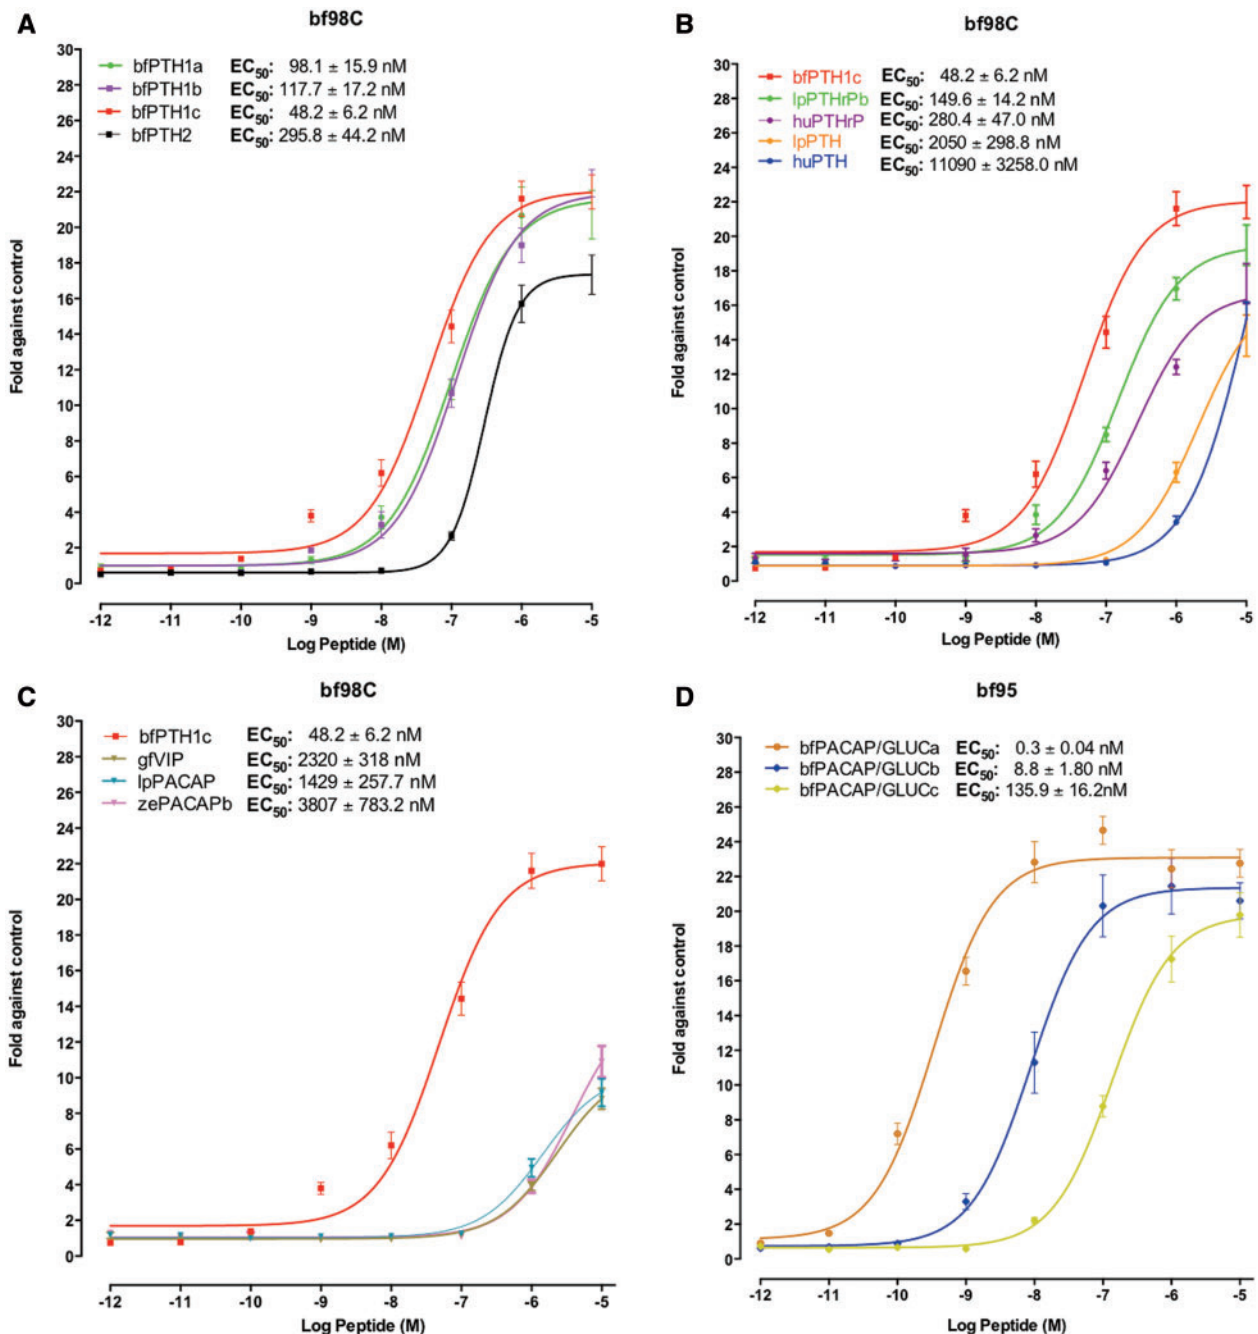 A
bf98C
bfPTH1a EC50: 98.1 ± 15.9 nM
bfPTH1b EC50: 117.7 ± 17.2 nM
bfPTH1c EC50: 48.2 ± 6.2 nM
bfPTH2 EC50: 295.8 ± 44.2 nM
Fold against control
30
28
26
24
22
20
18
16
14
12
10
8
6
4
2
0
-12 -11 -10 -9 -8 -7 -6 -5
Log Peptide (M)
B
bf98C
bfPTH1c EC50: 48.2 ± 6.2 nM
lpPTHrPb EC50: 149.6 ± 14.2 nM
huPTHrP EC50: 280.4 ± 47.0 nM
lpPTH EC50: 2050 ± 298.8 nM
huPTH EC50: 11090 ± 3258.0 nM
Fold against control
30
28
26
24
22
20
18
16
14
12
10
8
6
4
2
0
-12 -11 -10 -9 -8 -7 -6 -5
Log Peptide (M)
C
bf98C
bfPTH1c EC50: 48.2 ± 6.2 nM
gfVIP EC50: 2320 ± 318 nM
lpPACAP EC50: 1429 ± 257.7 nM
zePACAPb EC50: 3807 ± 783.2 nM
Fold against control
30
28
26
24
22
20
18
16
14
12
10
8
6
4
2
0
-12 -11 -10 -9 -8 -7 -6 -5
Log Peptide (M)
D
bf95
bfPACAP/GLUCa EC50: 0.3 ± 0.04 nM
bfPACAP/GLUCb EC50: 8.8 ± 1.80 nM
bfPACAP/GLUCc EC50: 135.9 ± 16.2nM
Fold against control
30
28
26
24
22
20
18
16
14
12
10
8
6
4
2
0
-12 -11 -10 -9 -8 -7 -6 -5
Log Peptide (M)